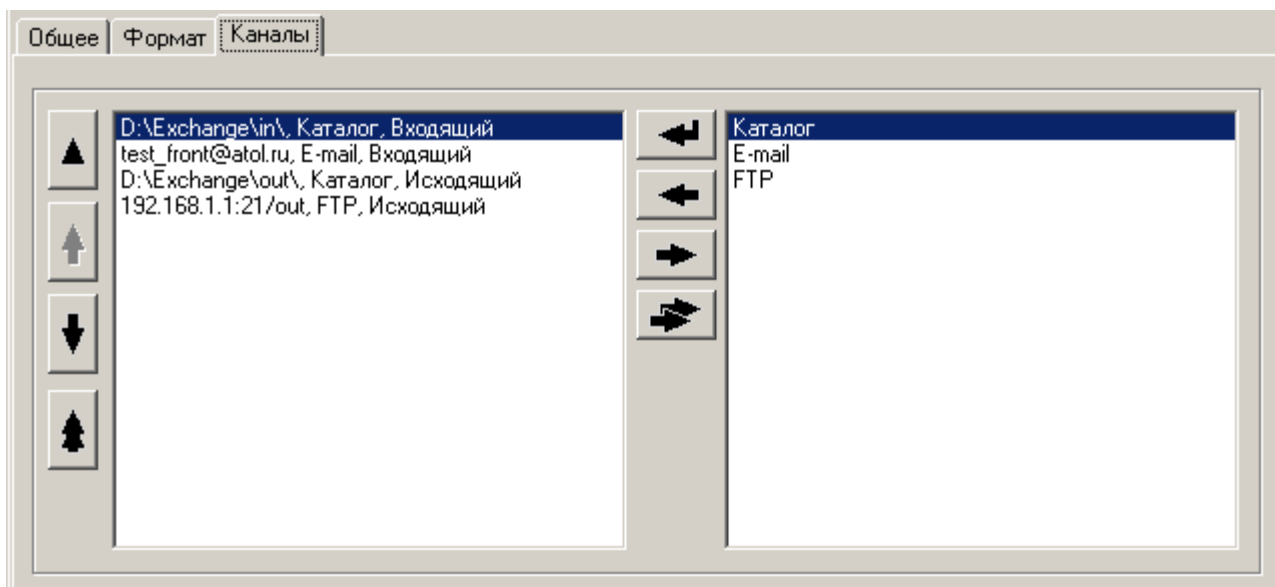 Общее Формат Каналы
D:\Exchange\in\, Каталог, Входящий
test_front@atol.ru, E-mail, Входящий
D:\Exchange\out\, Каталог, Исходящий
192.168.1.1:21/out, FTP, Исходящий
Каталог
E-mail
FTP